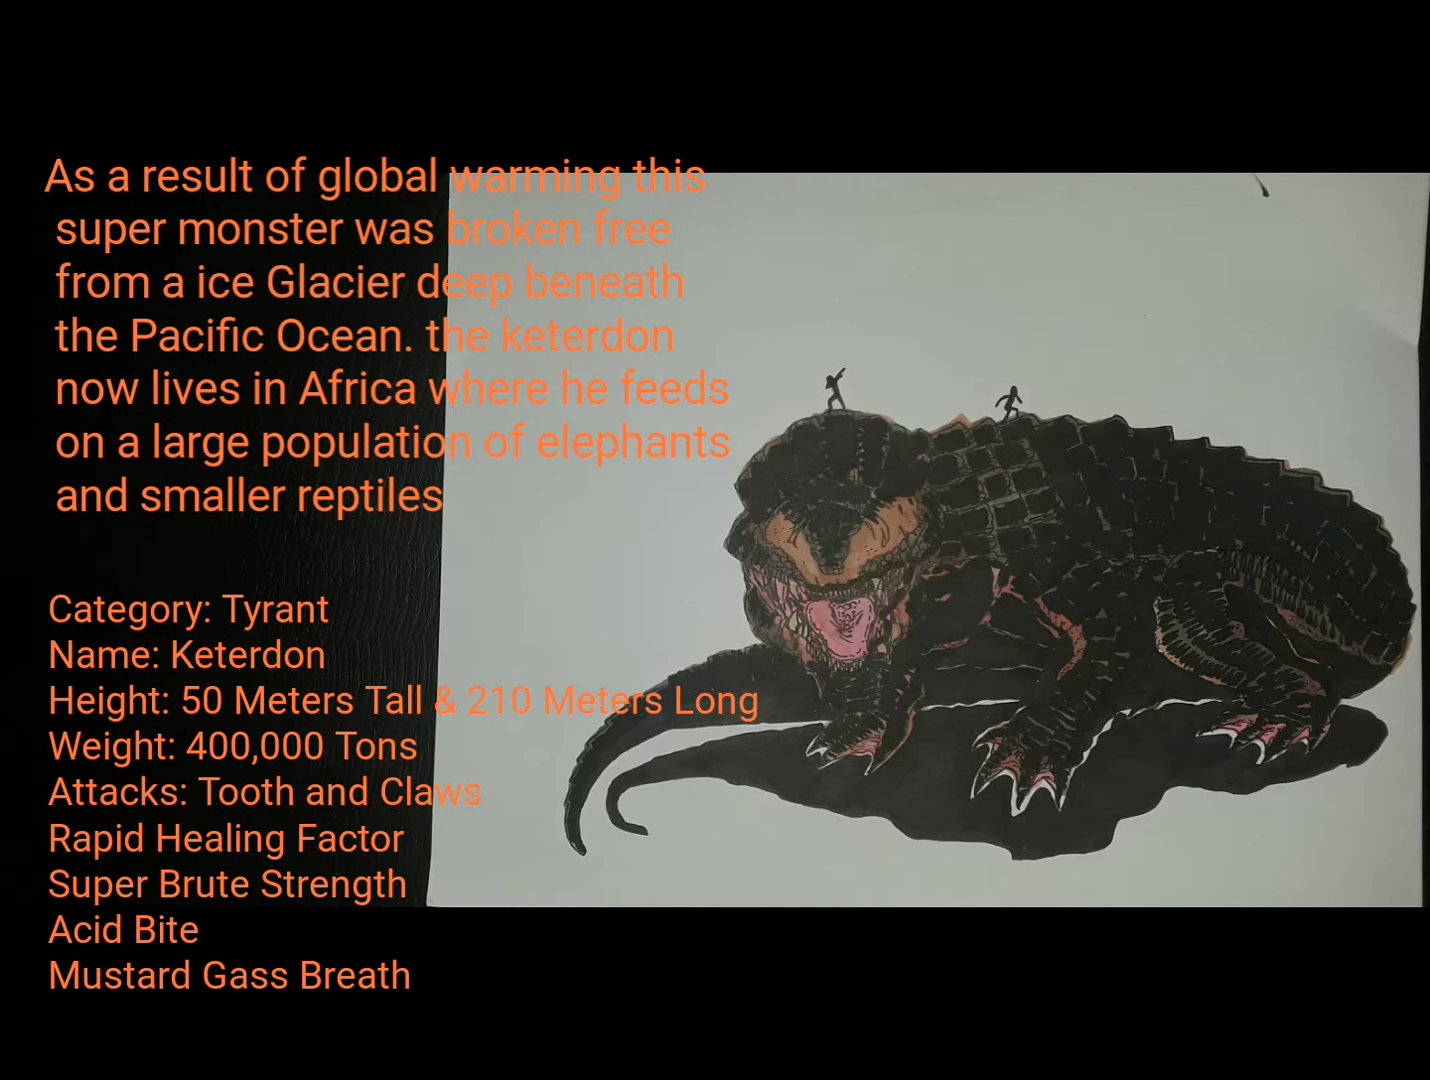 As a result of global warming this
super monster was broken free
from a ice Glacier deep beneath
the Pacific Ocean. the keterdon
now lives in Africa where he feeds
on a large population of elephants
and smaller reptiles
Category: Tyrant
Name: Keterdon
Height: 50 Meters Tall & 210 Meters Long
Weight: 400,000 Tons
Attacks: Tooth and Claws
Rapid Healing Factor
Super Brute Strength
Acid Bite
Mustard Gass Breath